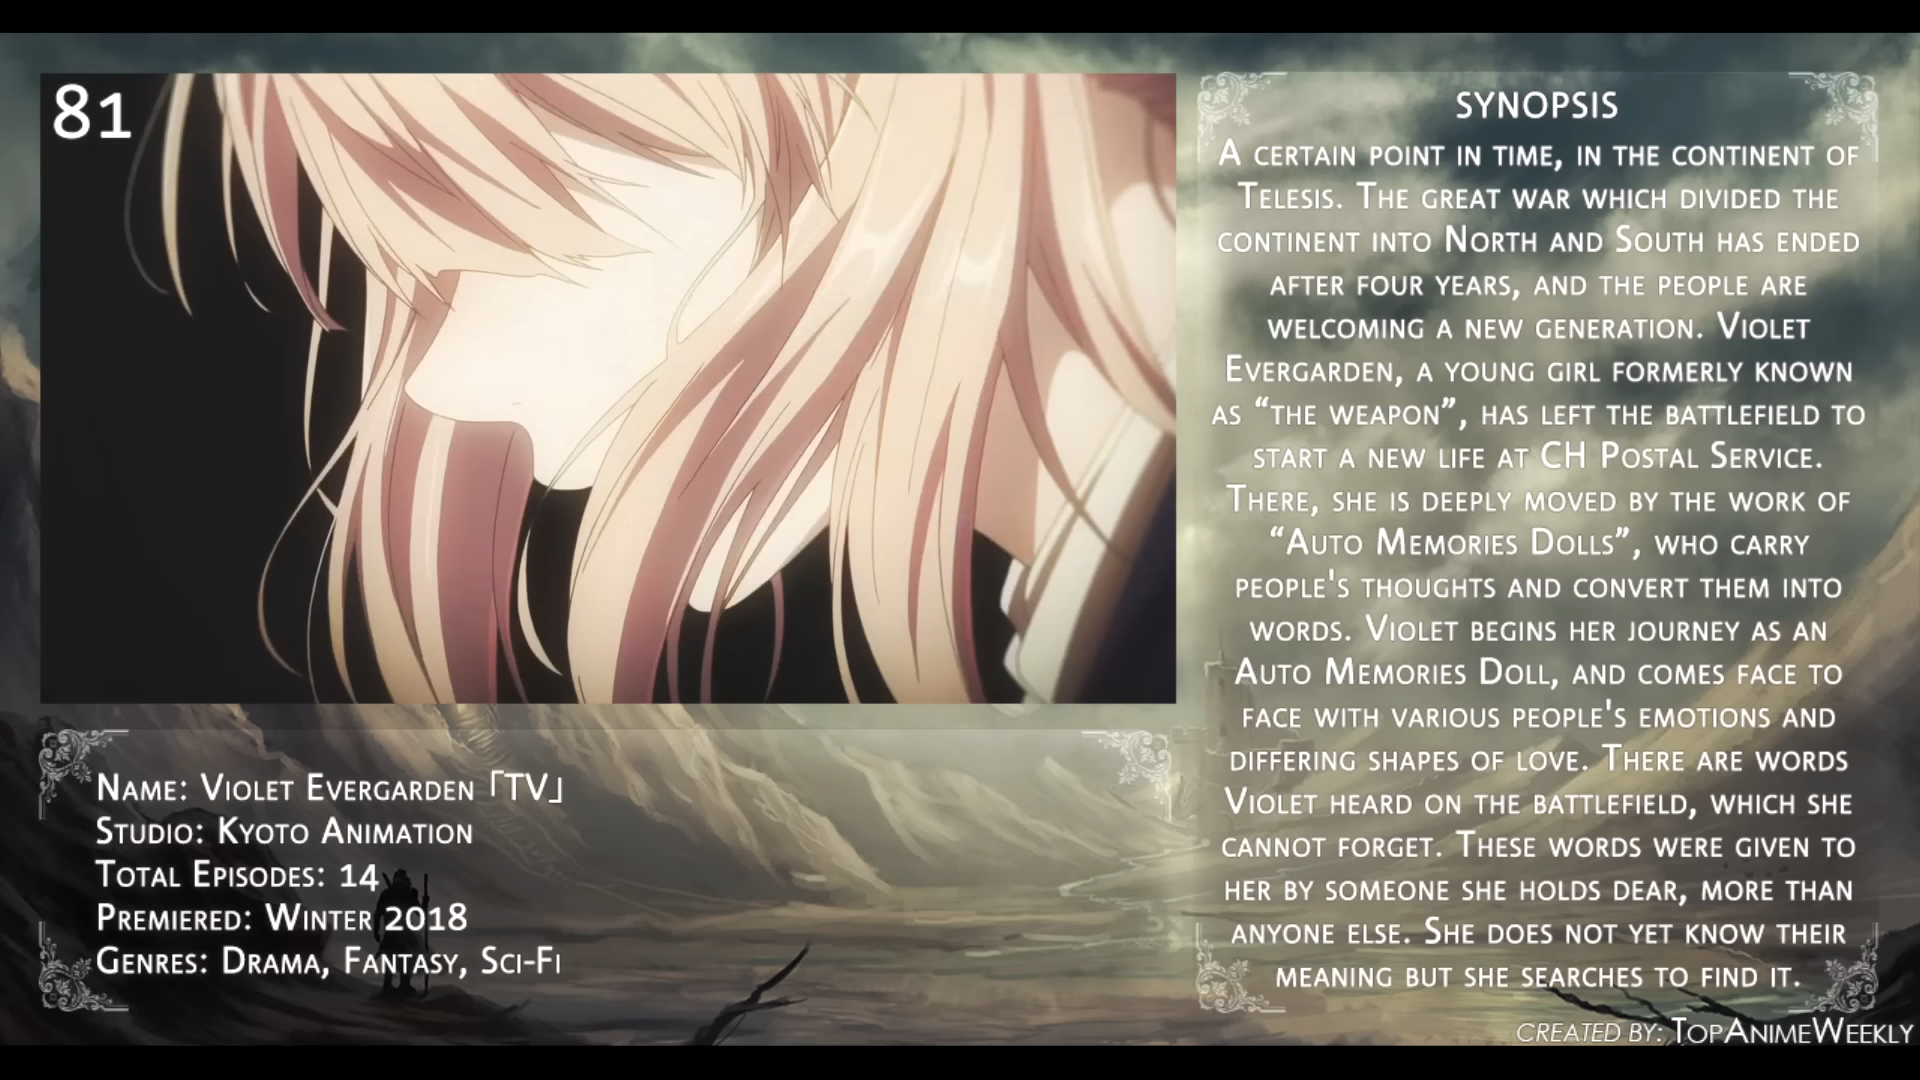 81
SYNOPSIS
A CERTAIN POINT IN TIME, IN THE CONTINENT OF
TELESIS. THE GREAT WAR WHICH DIVIDED THE
CONTINENT INTO NORTH AND SOUTH HAS ENDED
AFTER FOUR YEARS, AND THE PEOPLE ARE
WELCOMING A NEW GENERATION. VIOLET
EVERGARDEN, A YOUNG GIRL FORMERLY KNOWN
AS “THE WEAPON”, HAS LEFT THE BATTLEFIELD TO
START A NEW LIFE AT CH POSTAL SERVICE.
THERE, SHE IS DEEPLY MOVED BY THE WORK OF
“AUTO MEMORIES DOLLS”, WHO CARRY
PEOPLE'S THOUGHTS AND CONVERT THEM INTO
WORDS. VIOLET BEGINS HER JOURNEY AS AN
AUTO MEMORIES DOLL, AND COMES FACE TO
FACE WITH VARIOUS PEOPLE'S EMOTIONS AND
DIFFERING SHAPES OF LOVE. THERE ARE WORDS
VIOLET HEARD ON THE BATTLEFIELD, WHICH SHE
CANNOT FORGET. THESE WORDS WERE GIVEN TO
HER BY SOMEONE SHE HOLDS DEAR, MORE THAN
ANYONE ELSE. SHE DOES NOT YET KNOW THEIR
MEANING BUT SHE SEARCHES TO FIND IT.
NAME: VIOLET EVERGARDEN「TV」
STUDIO: KYOTO ANIMATION
TOTAL EPISODES: 14
PREMIERED: WINTER 2018
GENRES: DRAMA, FANTASY, SCI-FI
CREATED BY: TOPANIMEWEEKLY